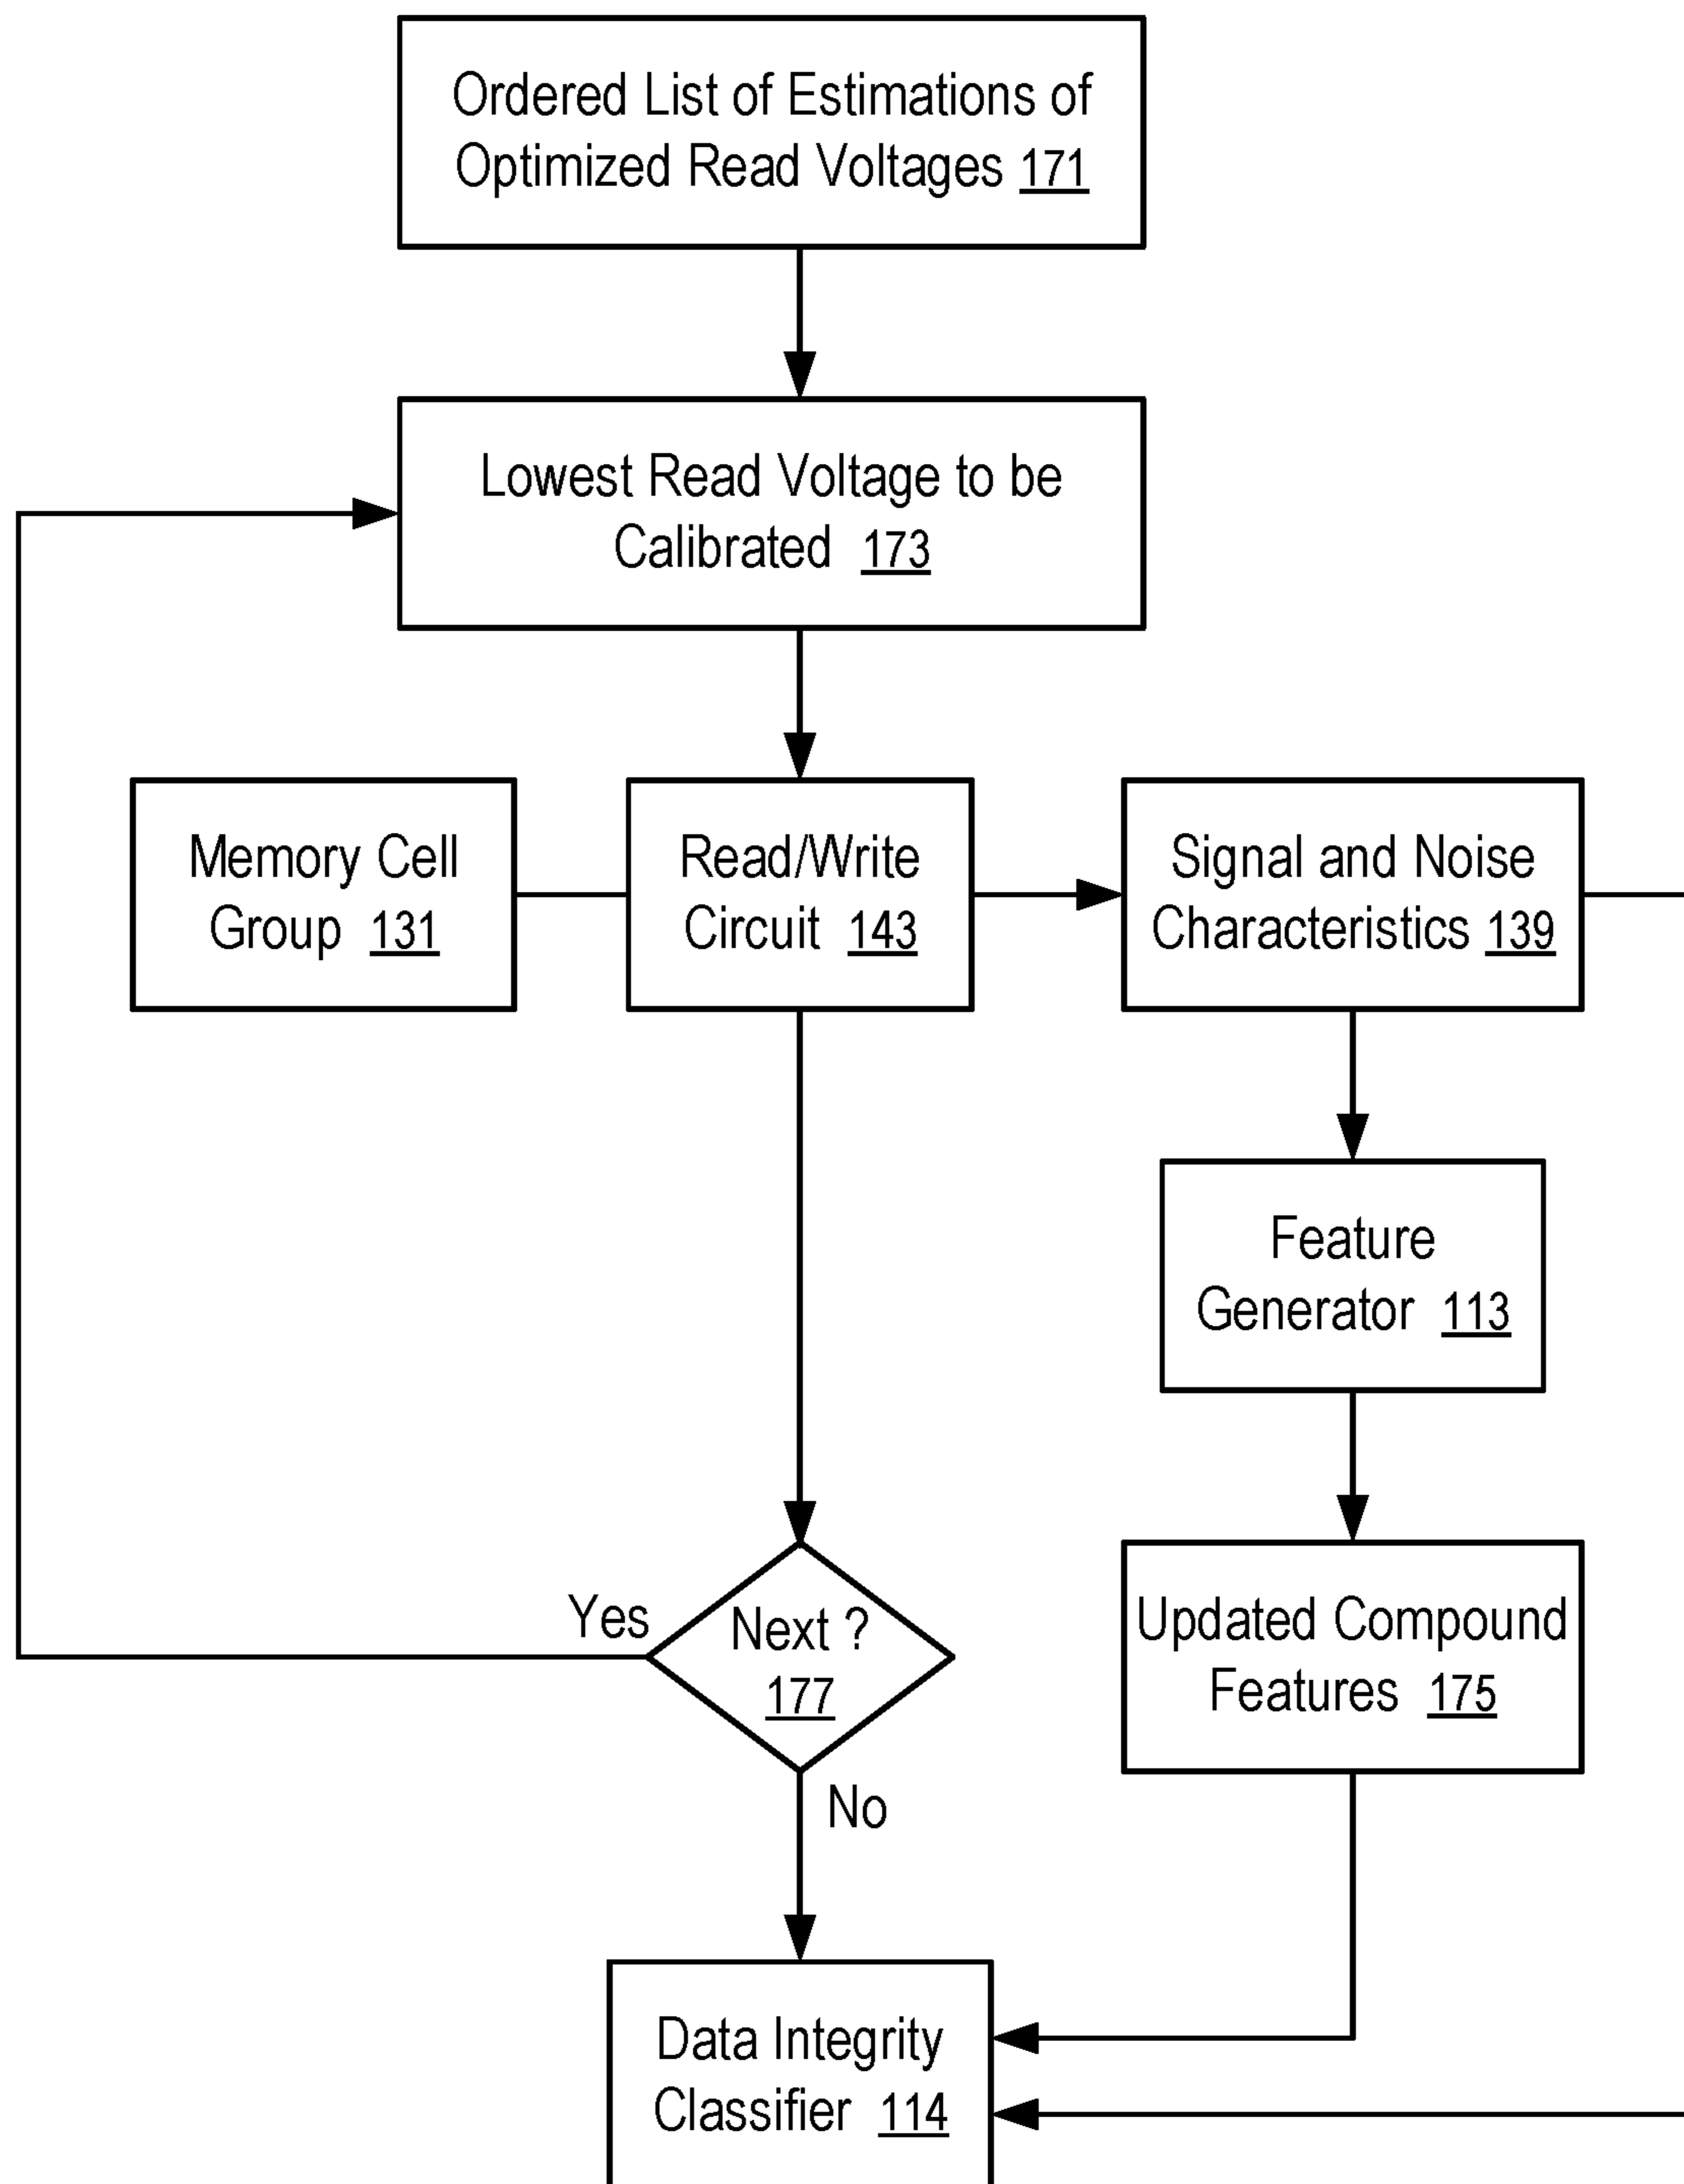 Ordered List of Estimations of
Optimized Read Voltages 171
Lowest Read Voltage to be
Calibrated 173
Memory Cell
Group 131
Read/Write
Circuit 143
Signal and Noise
Characteristics 139
Feature
Generator 113
Yes
Next ?
177
Updated Compound
Features 175
No
Data Integrity
Classifier 114